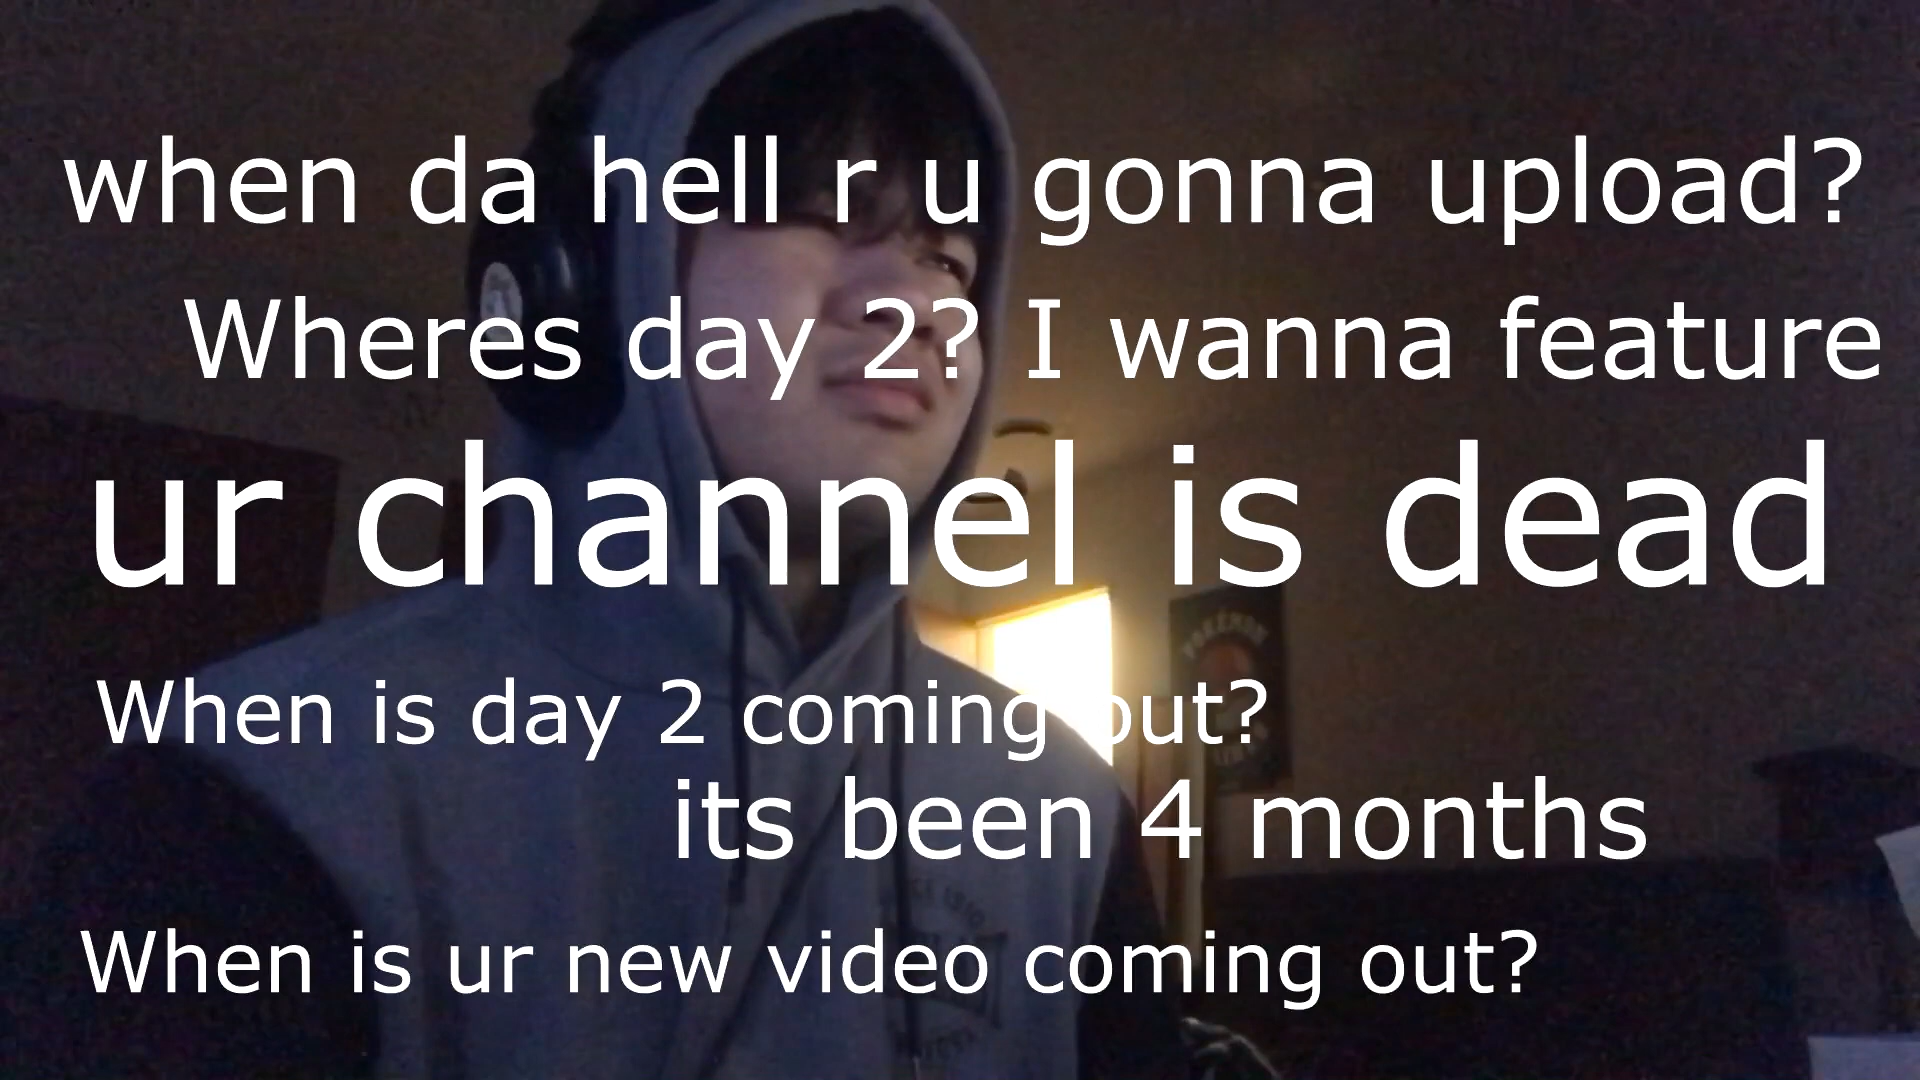 when da hell r u gonna upload?
Wheres day 2? I wanna feature
ur channel is dead
When is day 2 coming out?
POKÉMON
its been 4 months
When is ur new video coming out?